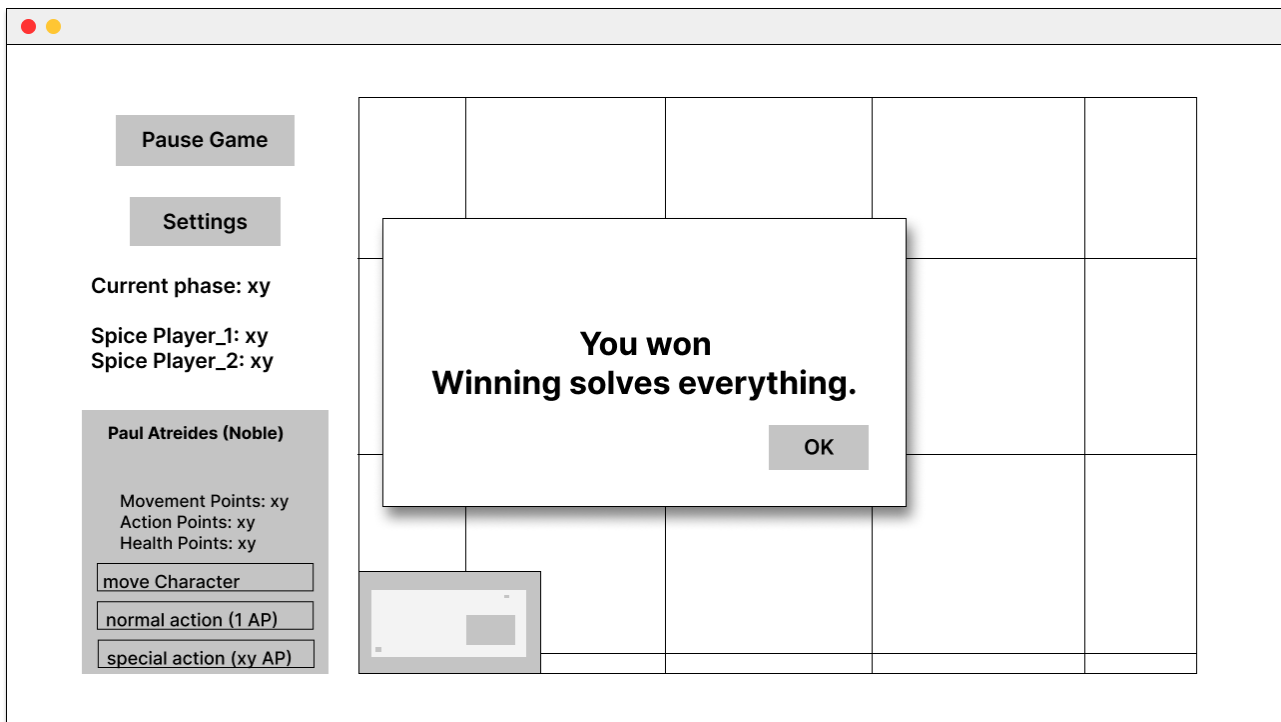 Pause Game
Settings
Current phase: xy
Spice Player_1: xy
Spice Player_2: xy
Paul Atreides (Noble)
Movement Points: xy
Action Points: xy
Health Points: xy
move Character
normal action (1 AP)
special action (xy AP)
You won
Winning solves everything.
OK